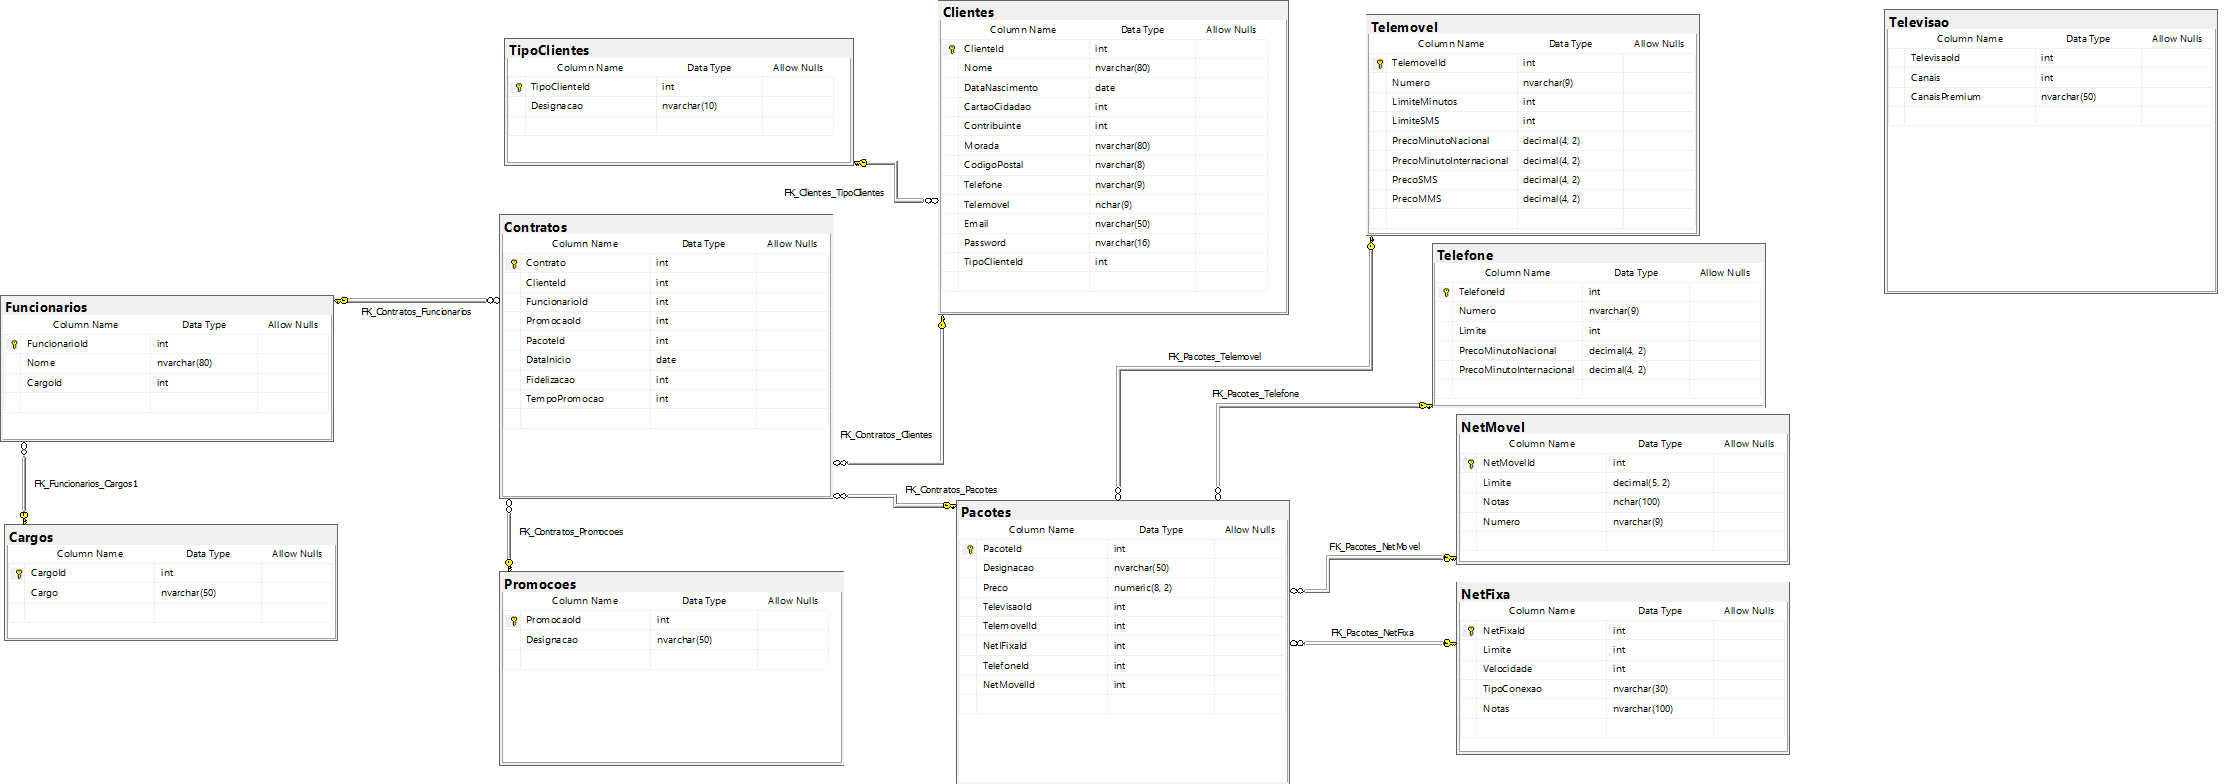 TipoClientes
Column Name Data Type Allow Nulls
TipoClienteId int
Designacao nvarchar(10)
Clientes
Column Name Data Type Allow Nulls
ClienteId int
Nome nvarchar(80)
DataNascimento date
CartaoCidadao int
Contribuinte int
Morada nvarchar(80)
CodigoPostal nvarchar(8)
Telefone nvarchar(9)
Telemovel nchar(9)
Email nvarchar(50)
Password nvarchar(16)
TipoClienteId int
Telemovel
Column Name Data Type Allow Nulls
TelemovelId int
Numero nvarchar(9)
LimiteMinutos int
LimiteSMS int
PrecoMinutoNacional decimal(4, 2)
PrecoMinutoInternacional decimal(4, 2)
PrecoSMS decimal(4, 2)
PrecoMMS decimal(4, 2)
Televisao
Column Name Data Type Allow Nulls
TelevisaoId int
Canais int
CanaisPremium nvarchar(50)
FK_Clientes_TipoClientes
Contratos
Column Name Data Type Allow Nulls
Contrato int
ClienteId int
FuncionarioId int
PromocaoId int
PacoteId int
DataInicio date
Fidelizacao int
TempoPromocao int
Telefone
Column Name Data Type Allow Nulls
TelefoneId int
Numero nvarchar(9)
Limite int
PrecoMinutoNacional decimal(4, 2)
PrecoMinutoInternacional decimal(4, 2)
Funcionarios
Column Name Data Type Allow Nulls
FuncionarioId int
Nome nvarchar(80)
CargoId int
FK_Contratos_Funcionarios
FK_Pacotes_Telemovel
FK_Pacotes_Telefone
FK_Contratos_Clientes
FK_Funcionarios_Cargos1
FK_Contratos_Pacotes
NetMovel
Column Name Data Type Allow Nulls
NetMovelId int
Limite decimal(5, 2)
Notas nchar(100)
Numero nvarchar(9)
Cargos
Column Name Data Type Allow Nulls
CargoId int
Cargo nvarchar(50)
FK_Contratos_Promocoes
Pacotes
Column Name Data Type Allow Nulls
PacoteId int
Designacao nvarchar(50)
Preco numeric(8, 2)
TelevisaoId int
TelemovelId int
NetIFixaId int
TelefoneId int
NetMovelId int
FK_Pacotes_NetMovel
Promocoes
Column Name Data Type Allow Nulls
PromocaoId int
Designacao nvarchar(50)
FK_Pacotes_NetFixa
NetFixa
Column Name Data Type Allow Nulls
NetFixaId int
Limite int
Velocidade int
TipoConexao nvarchar(30)
Notas nvarchar(100)